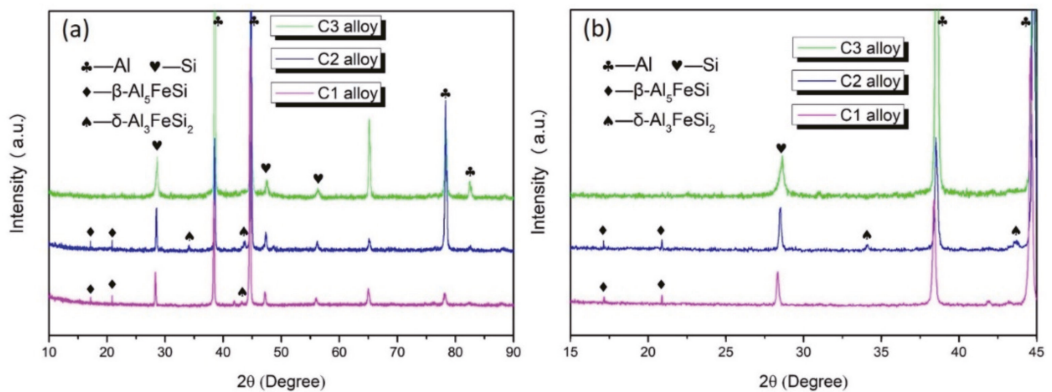 (a)
♣ ♣
C3 alloy
C2 alloy
C1 alloy
♣—Al ♥—Si
♦—β-Al₅FeSi
♠—δ-Al₃FeSi₂
♣
♥ ♥ ♥ ♣
♦ ♦ ♠ ♠
♦ ♦ ♠
Intensity ( a.u.)
10 20 30 40 50 60 70 80 90
2θ (Degree)
(b)
♣ ♣
C3 alloy
C2 alloy
C1 alloy
♣—Al ♥—Si
♦—β-Al₅FeSi
♠—δ-Al₃FeSi₂
♥
♦ ♦ ♠ ♠
♦ ♦
Intensity ( a.u.)
15 20 25 30 35 40 45
2θ (Degree)